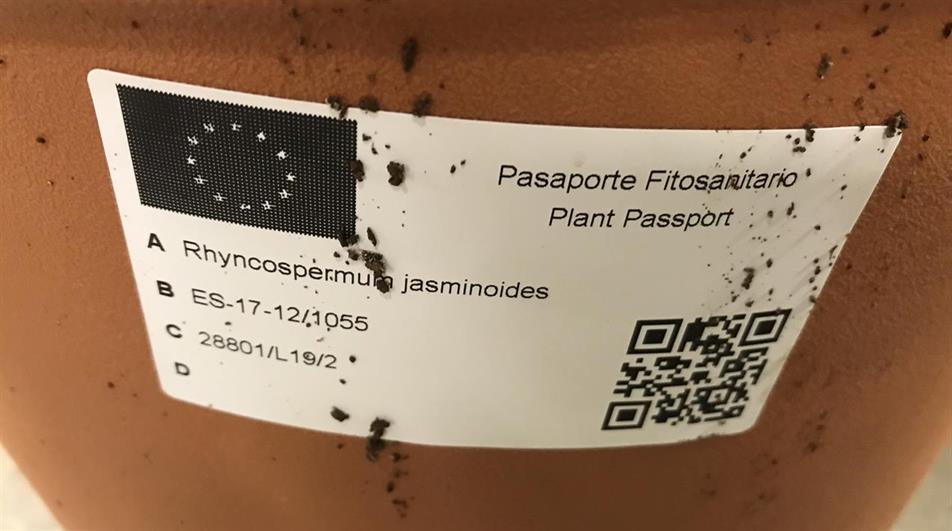 Pasaporte Fitosanitario
Plant Passport
A Rhyncospermum jasminoides
B ES-17-12/1055
C 28801/L19/2
D